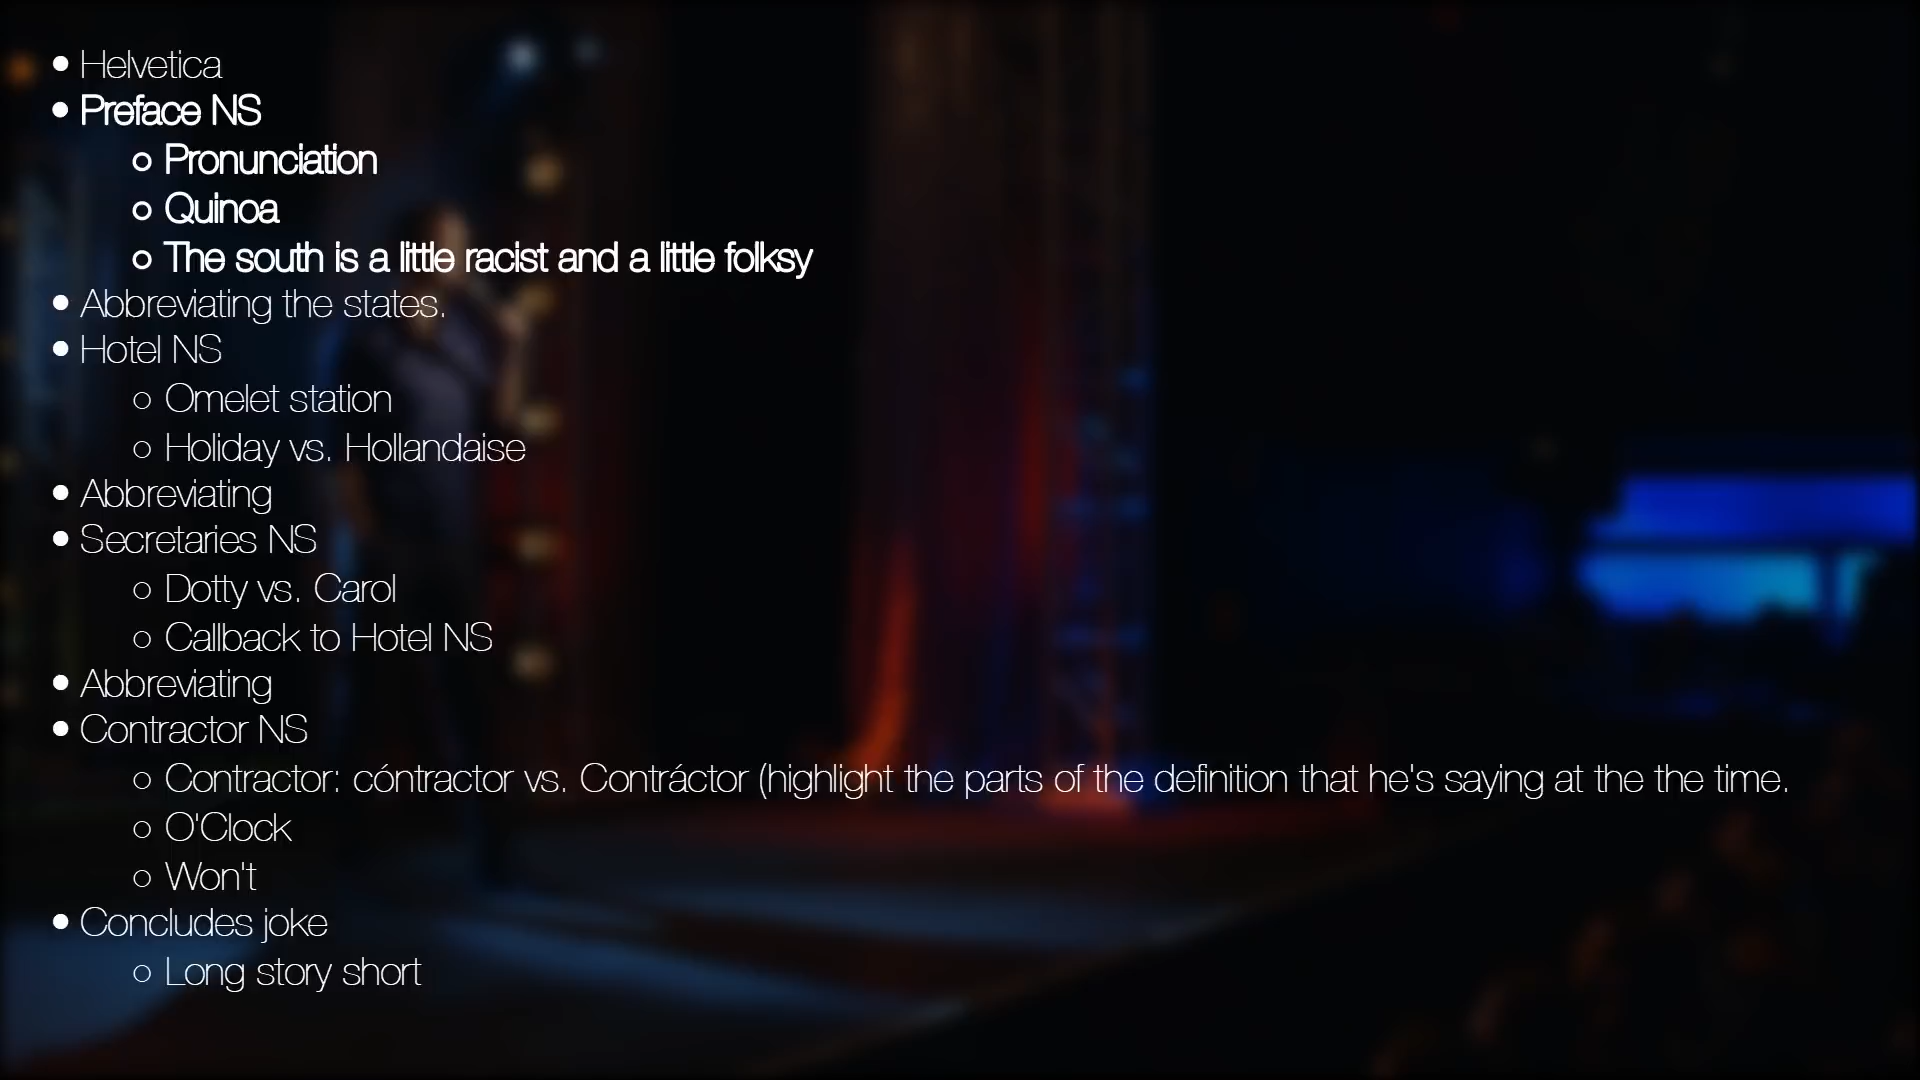 • Helvetica
• Preface NS
○ Pronunciation
○ Quinoa
○ The south is a little racist and a little folksy
• Abbreviating the states.
• Hotel NS
○ Omelet station
○ Holiday vs. Hollandaise
• Abbreviating
• Secretaries NS
○ Dotty vs. Carol
○ Callback to Hotel NS
• Abbreviating
• Contractor NS
○ Contractor: cóntractor vs. Contráctor (highlight the parts of the definition that he's saying at the the time.
○ O'Clock
○ Won't
• Concludes joke
○ Long story short